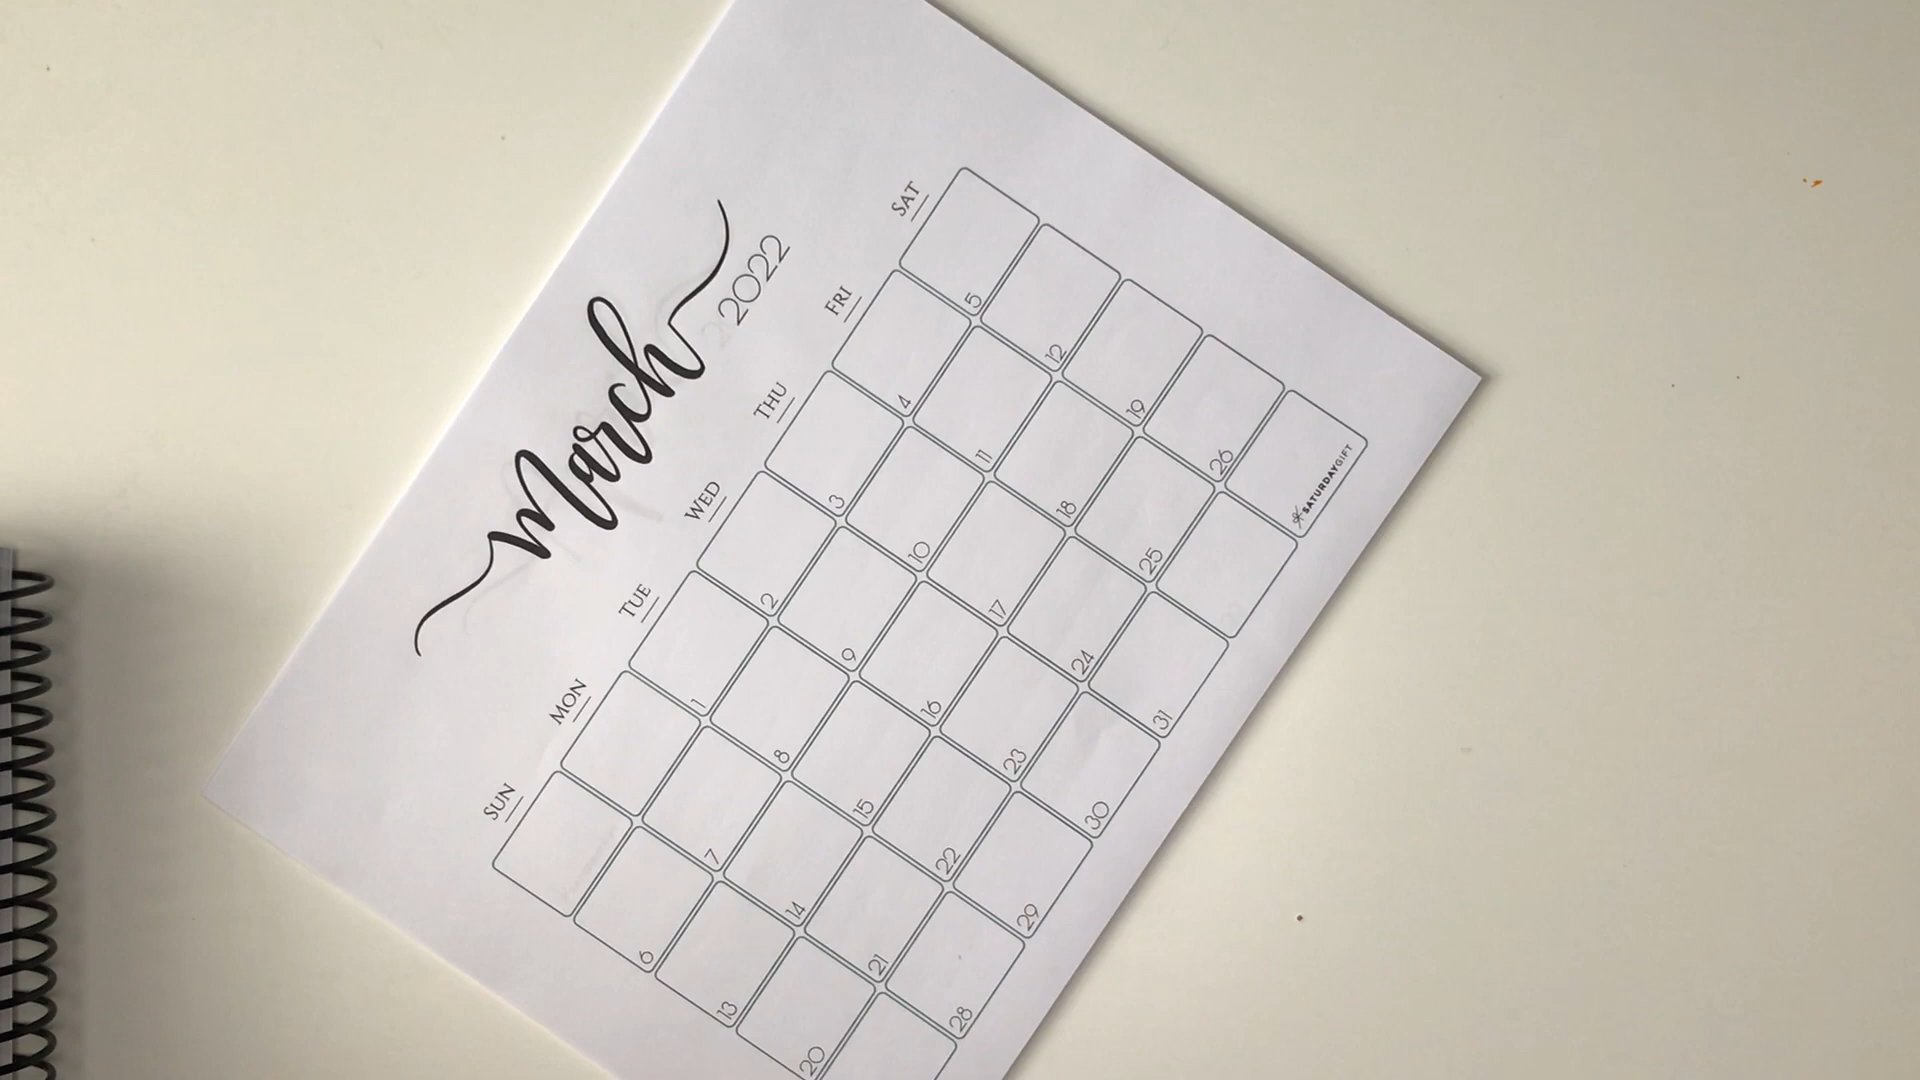 March
2022
SUN MON TUE WED THU FRI SAT
1 2 3 4 5
6 7 8 9 10 11 12
13 14 15 16 17 18 19
20 21 22 23 24 25 26
28 29 30 31
SATURDAYGIFT